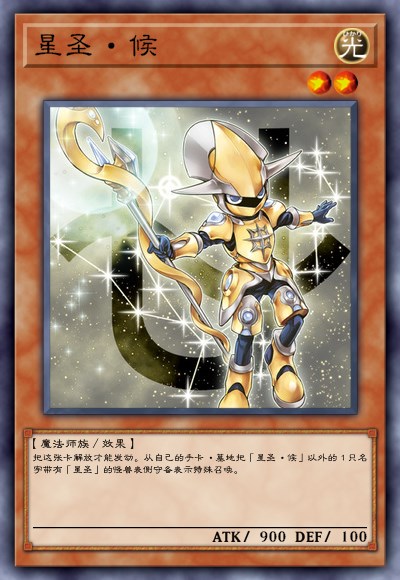 星圣·候
光
【魔法师族／效果】
把这张卡解放才能发动。从自己的手卡·墓地把「星圣·候」以外的1只名
字带有「星圣」的怪兽表侧守备表示特殊召唤。
ATK/ 900 DEF/ 100